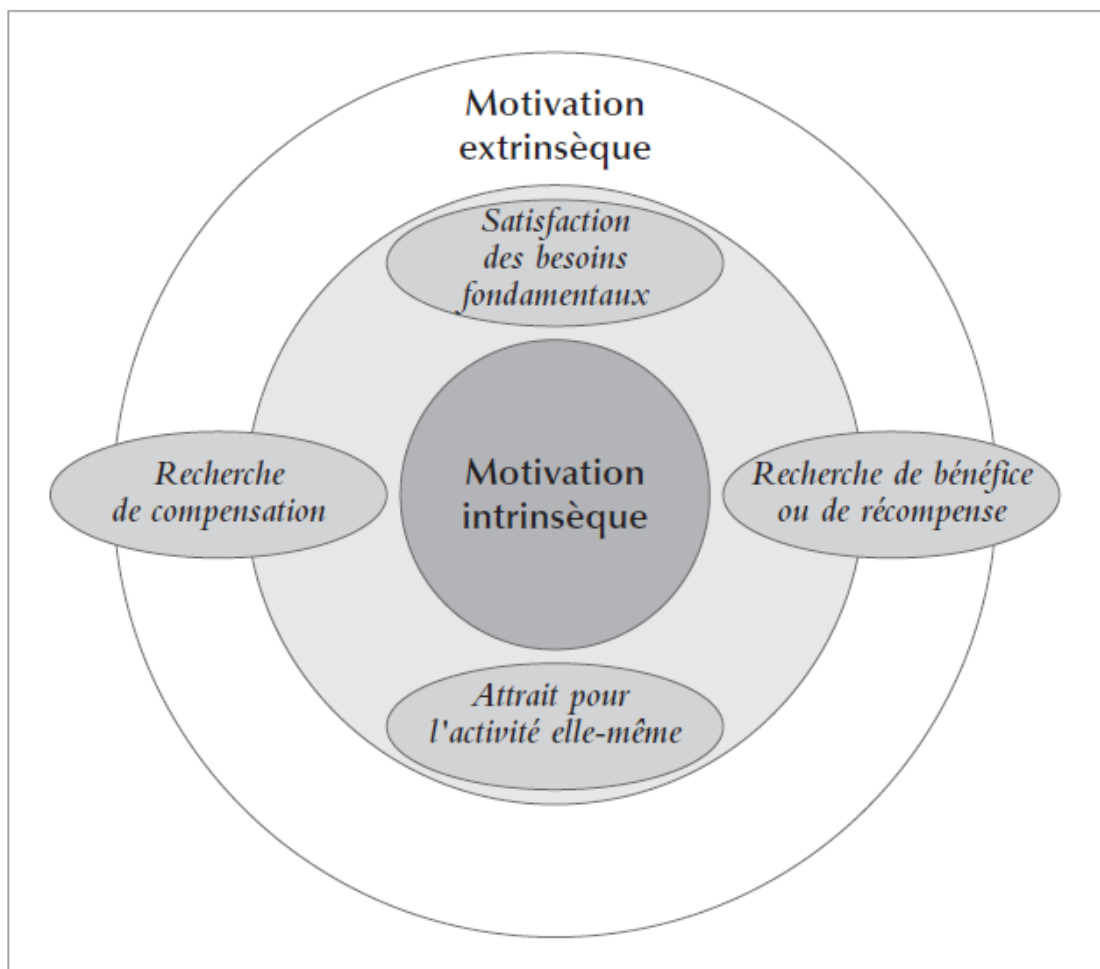 Motivation
extrinsèque
Satisfaction
des besoins
fondamentaux
Recherche
de compensation
Motivation
intrinsèque
Recherche de bénéfice
ou de récompense
Attrait pour
l'activité elle-même